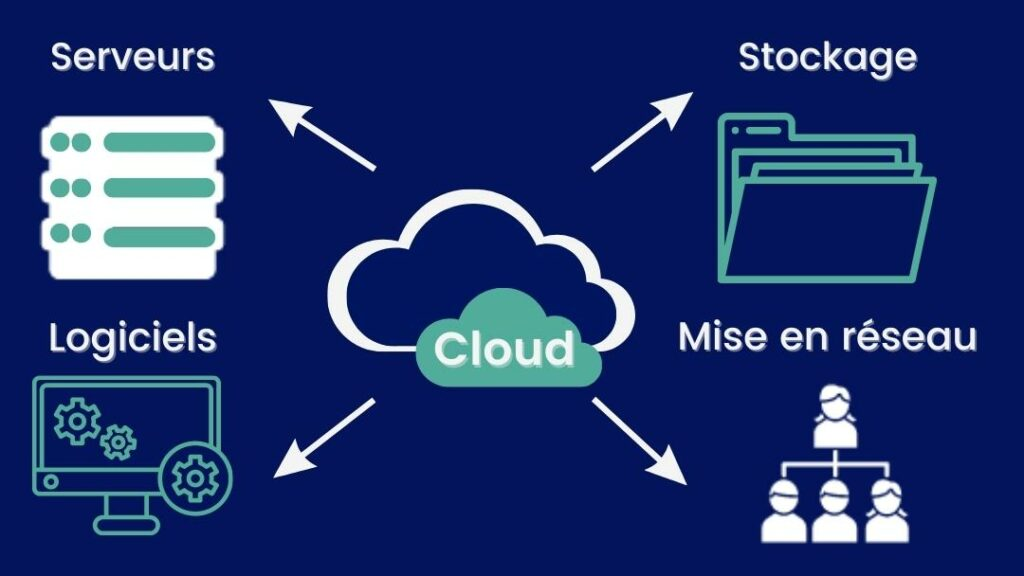 Serveurs
Stockage
Cloud
Logiciels
Mise en réseau